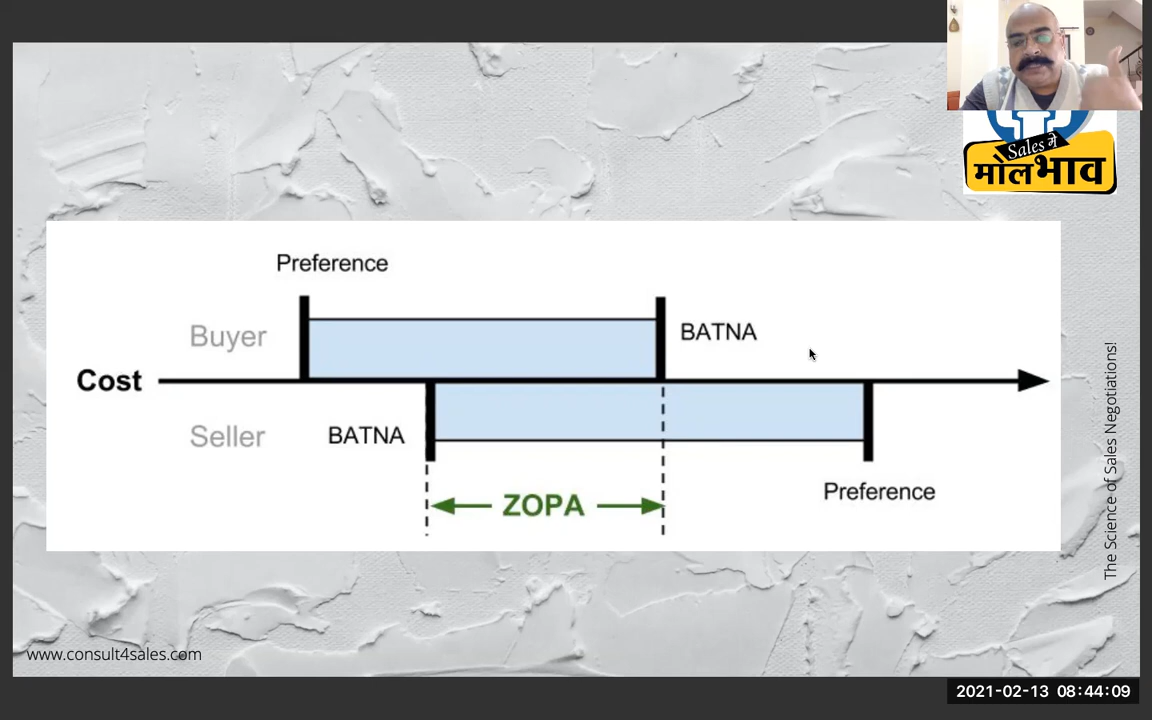 Sales में
मोलभाव
Preference
Buyer
BATNA
Cost
Seller
BATNA
Preference
ZOPA
The Science of Sales Negotiations!
www.consult4sales.com
2021-02-13 08:44:09